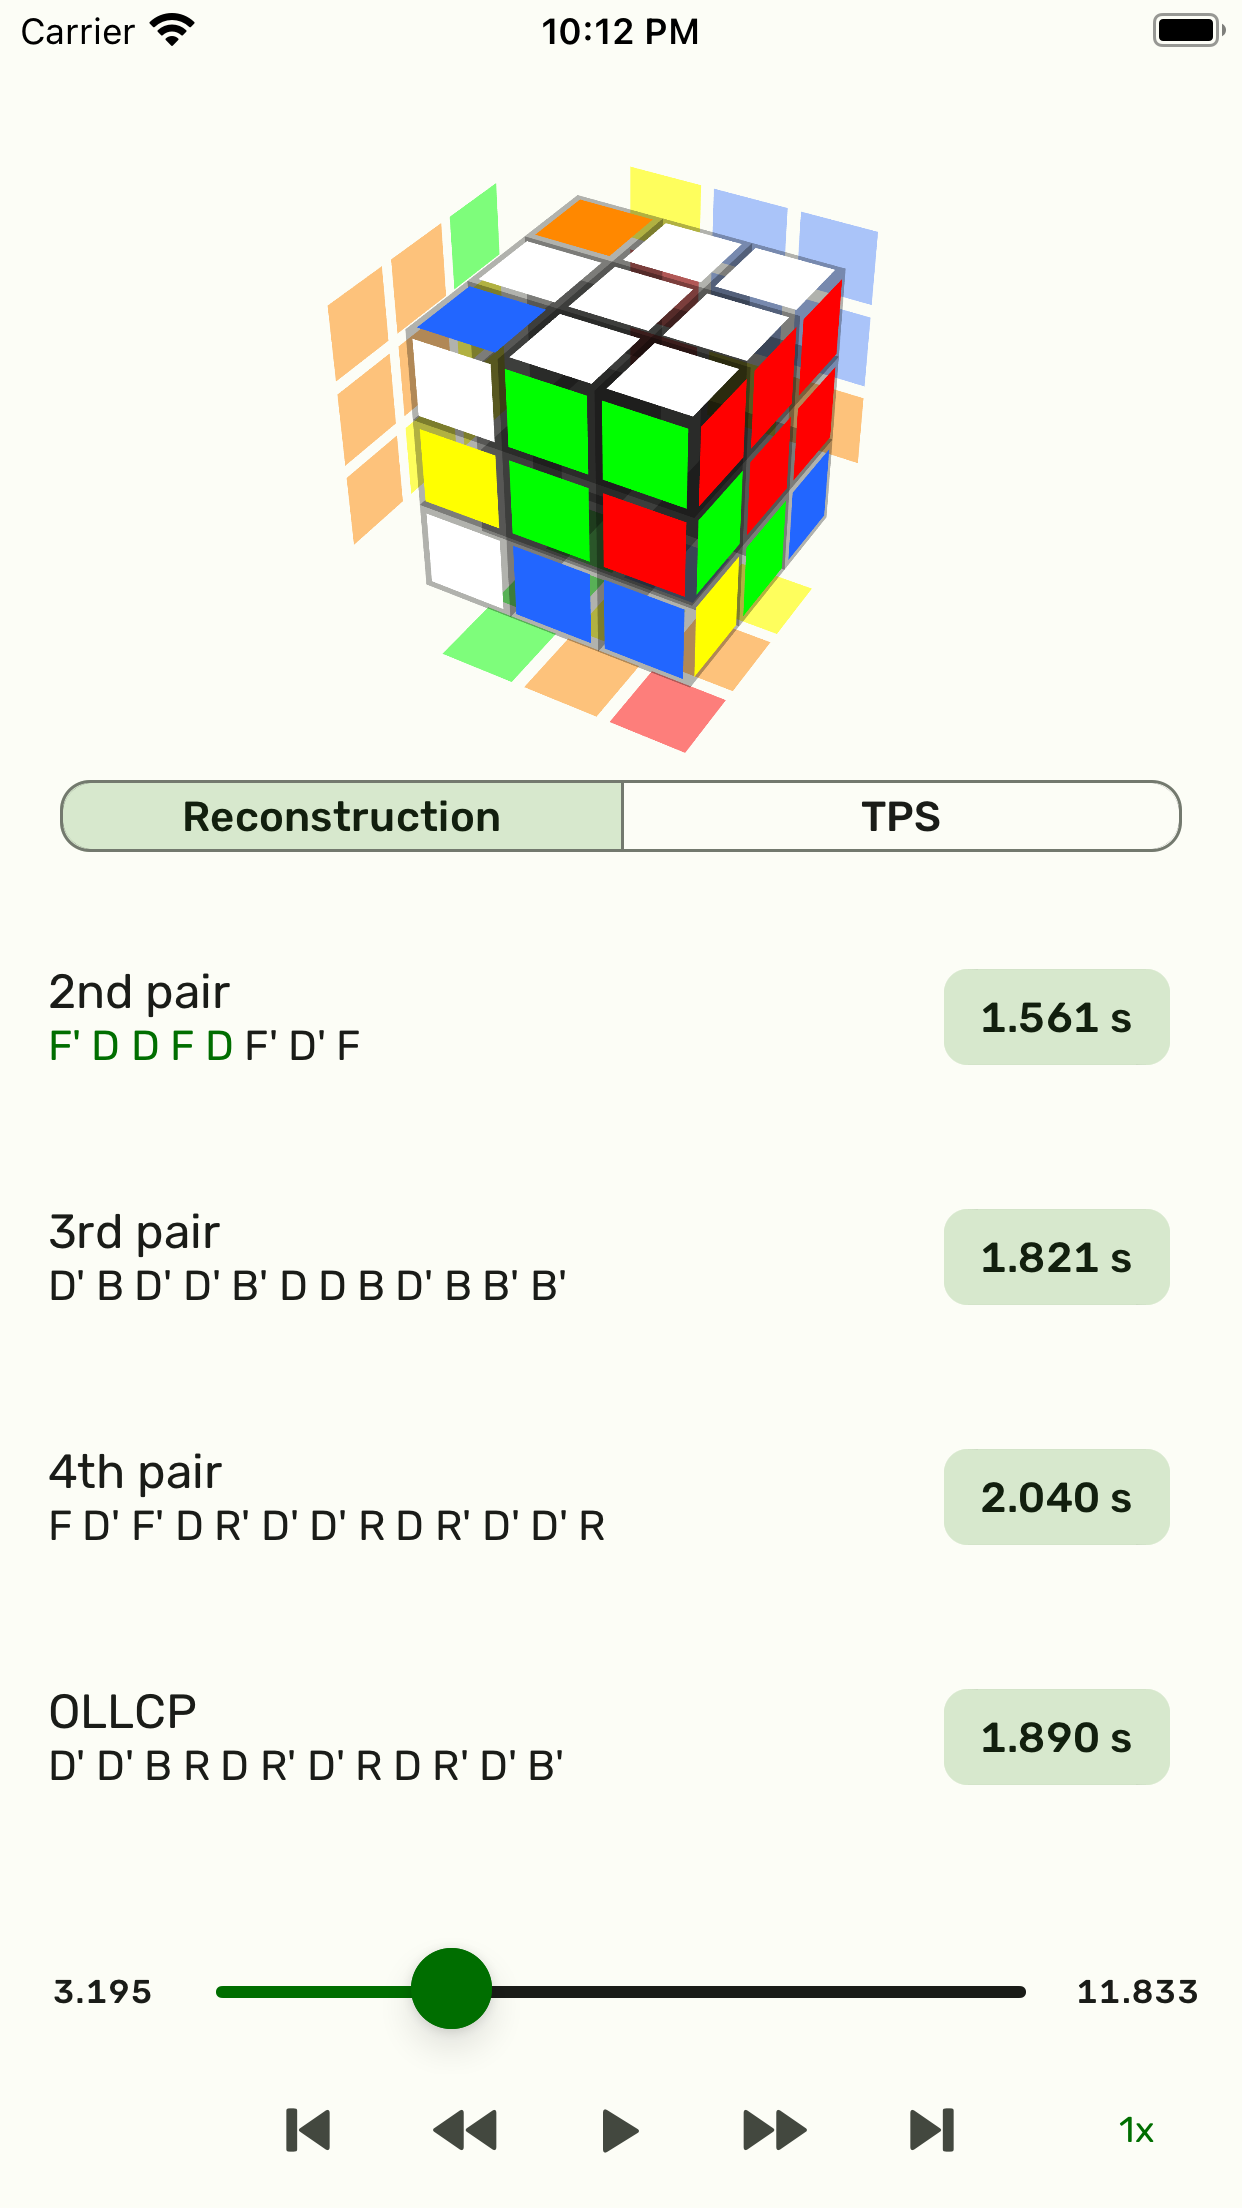 Carrier 10:12 PM
Reconstruction TPS
2nd pair
F' D D F D F' D' F
1.561 s
3rd pair
D' B D' D' B' D D B D' B B' B'
1.821 s
4th pair
F D' F' D R' D' D' R D R' D' D' R
2.040 s
OLLCP
D' D' B R D R' D' R D R' D' B'
1.890 s
3.195 11.833
1x